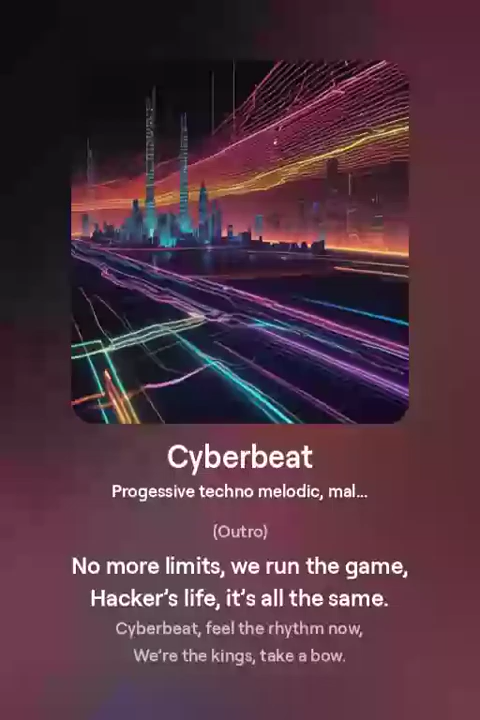 Cyberbeat
Progessive techno melodic, mal...
(Outro)
No more limits, we run the game,
Hacker's life, it's all the same.
Cyberbeat, feel the rhythm now,
We're the kings, take a bow.